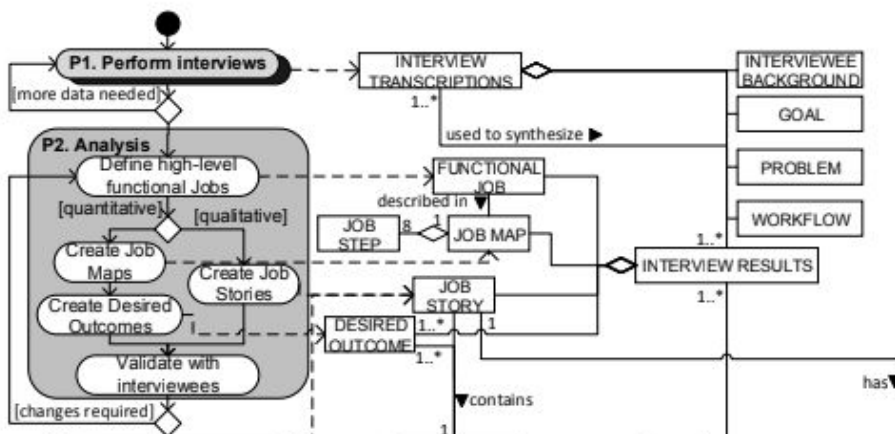 P1. Perform interviews
[more data needed]
INTERVIEW
TRANSCRIPTIONS
1..*
used to synthesize ▶
INTERVIEWEE
BACKGROUND
GOAL
PROBLEM
WORKFLOW
P2. Analysis
Define high-level
functional Jobs
[quantitative]
[qualitative]
Create Job
Maps
Create Job
Stories
Create Desired
Outcomes
Validate with
interviewees
[changes required]
FUNCTIONAL
JOB
described in ▼
JOB
STEP
8
1
JOB MAP
1..*
INTERVIEW RESULTS
1..*
JOB
STORY
1
DESIRED
OUTCOME
1..*
1..*
has▼
▼contains
1